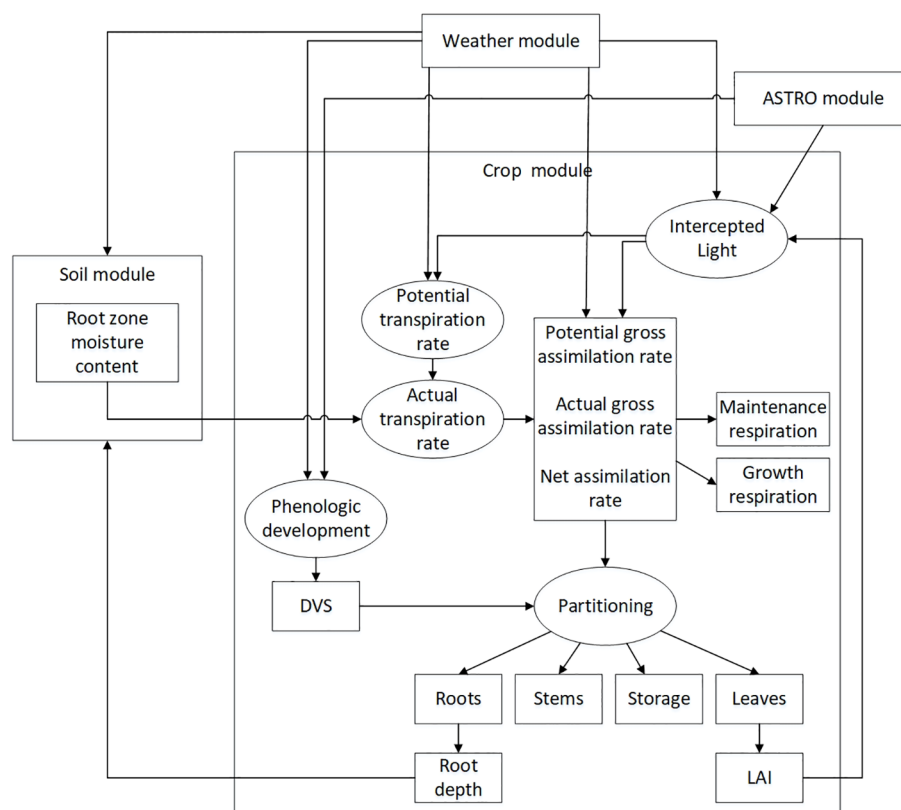 Weather module
ASTRO module
Crop module
Intercepted
Light
Soil module
Root zone
moisture
content
Potential
transpiration
rate
Potential gross
assimilation rate
Actual
transpiration
rate
Actual gross
assimilation rate
Maintenance
respiration
Net assimilation
rate
Growth
respiration
Phenologic
development
DVS
Partitioning
Roots
Stems
Storage
Leaves
Root
depth
LAI